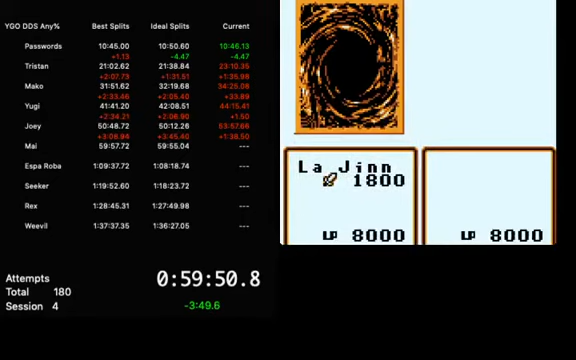 YGO DDS Any% Best Splits Ideal Splits Current
Passwords 10:45.00 10:50.60 10:46.13
+1.13 -4.47 -4.47
Tristan 21:02.62 21:38.84 23:10.35
+2:07.73 +1:31.51 +1:35.98
Mako 31:51.62 32:19.68 34:25.08
+2:33.46 +2:05.40 +33.89
Yugi 41:41.20 42:08.51 44:15.41
+2:34.21 +2:06.90 +1.50
Joey 50:48.72 50:12.26 53:57.66
+3:08.94 +3:45.40 +1:38.50
Mai 59:57.72 59:55.04 ---
Espa Roba 1:09:37.72 1:08:18.74 ---
Seeker 1:19:52.60 1:18:23.72 ---
Rex 1:28:45.31 1:27:49.98 ---
Weevil 1:37:37.35 1:36:27.05 ---
Attempts
Total 180
Session 4
0:59:50.8
-3:49.6
La Jinn
1800
LP 8000 LP 8000